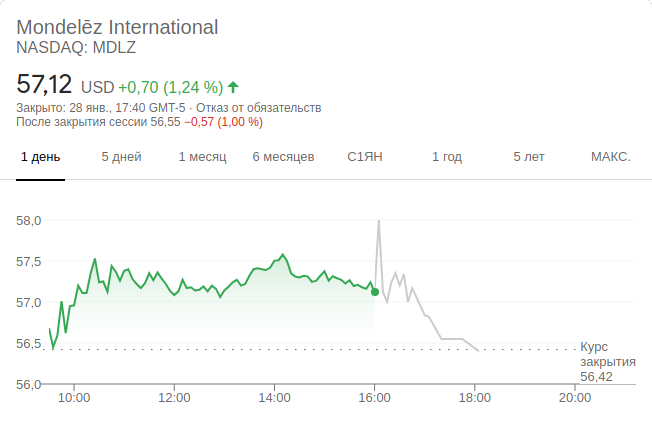 Mondelēz International
NASDAQ: MDLZ
57,12 USD +0,70 (1,24 %)
Закрыто: 28 янв., 17:40 GMT-5 · Отказ от обязательств
После закрытия сессии 56,55 −0,57 (1,00 %)
1 день 5 дней 1 месяц 6 месяцев С1ЯН 1 год 5 лет МАКС.
58,0
57,5
57,0
56,5
56,0
Курс
закрытия
56,42
10:00 12:00 14:00 16:00 18:00 20:00